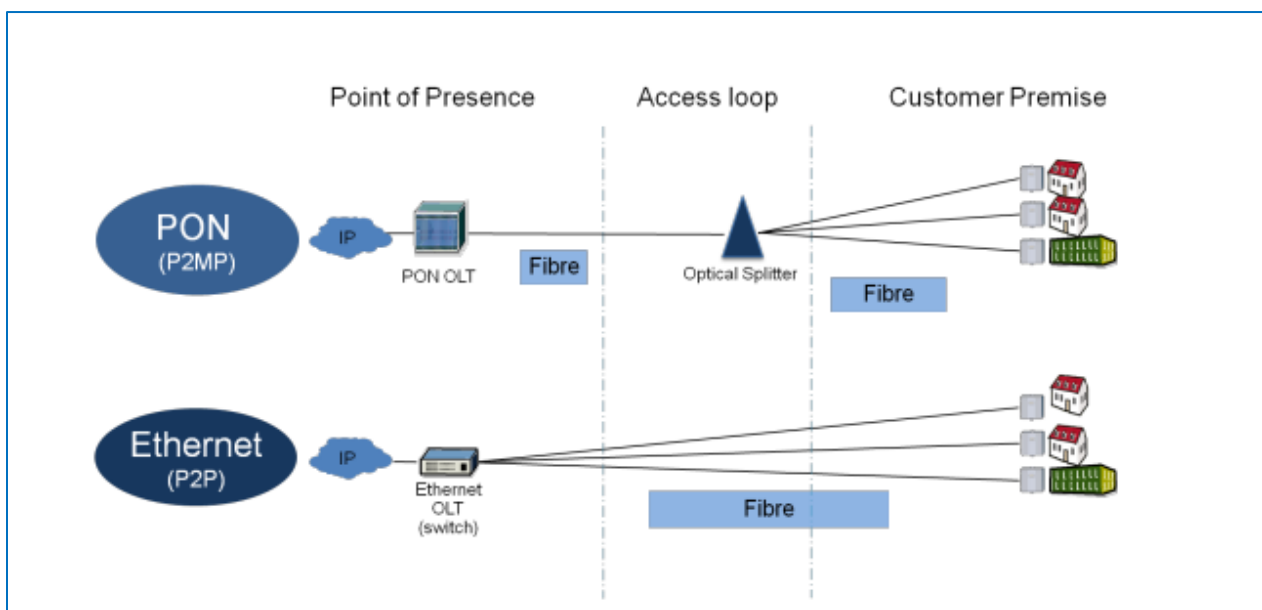 Point of Presence
Access loop
Customer Premise
PON
(P2MP)
IP
PON OLT
Fibre
Optical Splitter
Fibre
Ethernet
(P2P)
IP
Ethernet
OLT
(switch)
Fibre